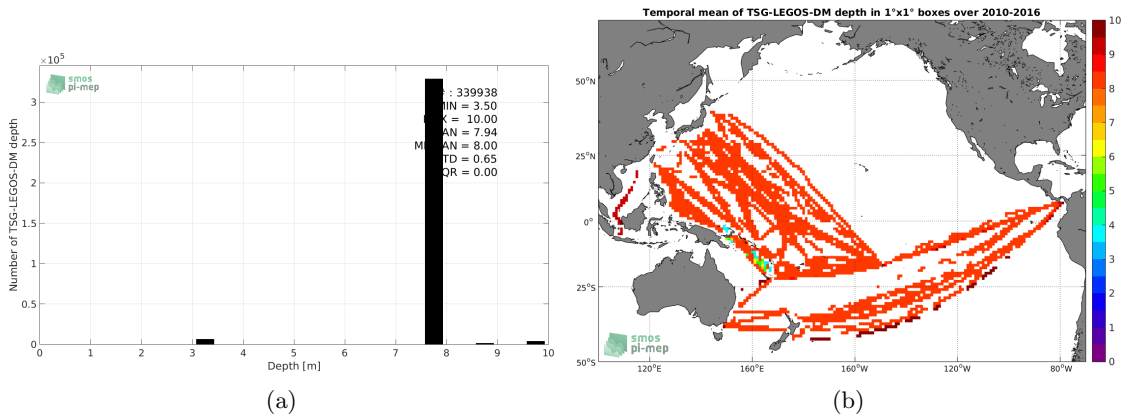 ×10⁵
smos
pi-mep
: 339938
MIN = 3.50
X = 10.00
AN = 7.94
AN = 8.00
TD = 0.65
QR = 0.00
3.5
3
2.5
2
1.5
1
0.5
0
Number of TSG-LEGOS-DM depth
0 1 2 3 4 5 6 7 8 9 10
Depth [m]
(a)
Temporal mean of TSG-LEGOS-DM depth in 1°x1° boxes over 2010-2016
50°N
25°N
0°
25°S
50°S
120°E
160°E
160°W
120°W
80°W
smos
pi-mep
10
9
8
7
6
5
4
3
2
1
0
(b)